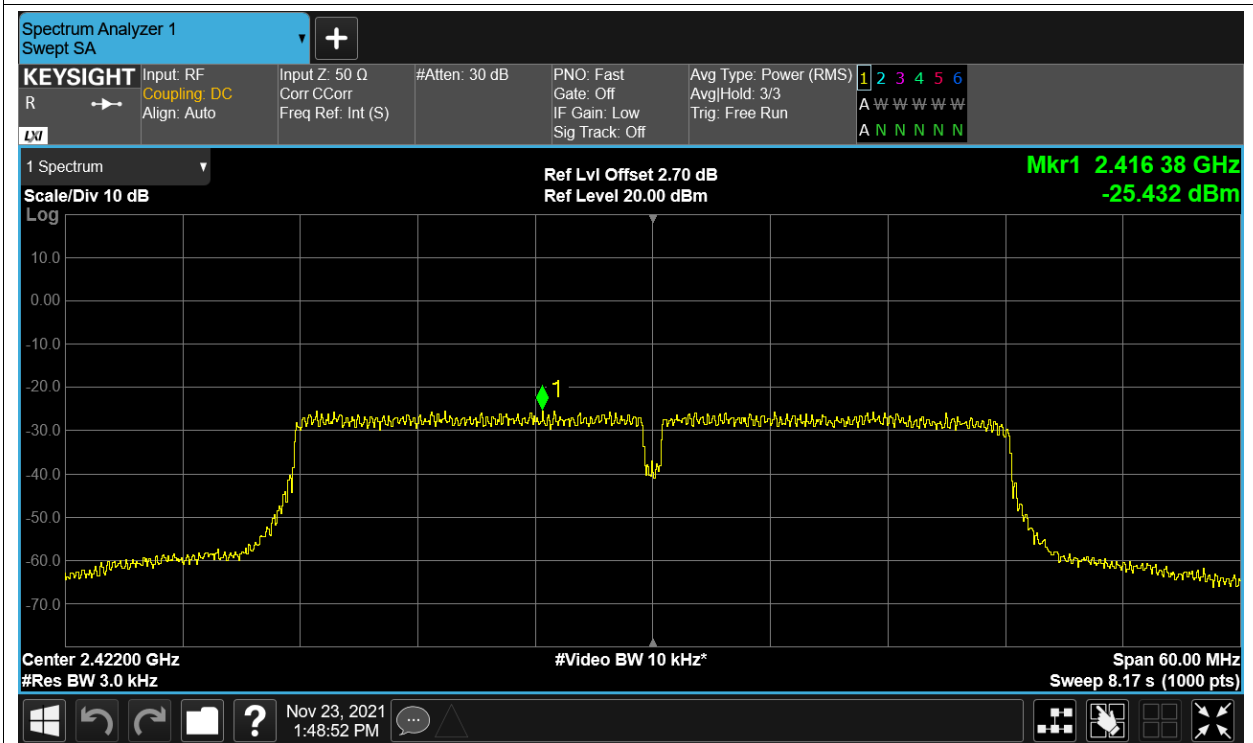 Spectrum Analyzer 1
Swept SA
KEYSIGHT
R
LXI
Input: RF
Coupling: DC
Align: Auto
Input Z: 50 Ω
Corr CCorr
Freq Ref: Int (S)
#Atten: 30 dB
PNO: Fast
Gate: Off
IF Gain: Low
Sig Track: Off
Avg Type: Power (RMS)
Avg|Hold: 3/3
Trig: Free Run
1 2 3 4 5 6
A W W W W W
A N N N N N
1 Spectrum
Scale/Div 10 dB
Log
Ref Lvl Offset 2.70 dB
Ref Level 20.00 dBm
Mkr1 2.416 38 GHz
-25.432 dBm
10.0
0.00
-10.0
-20.0
-30.0
-40.0
-50.0
-60.0
-70.0
1
Center 2.42200 GHz
#Res BW 3.0 kHz
#Video BW 10 kHz*
Span 60.00 MHz
Sweep 8.17 s (1000 pts)
?
Nov 23, 2021
1:48:52 PM